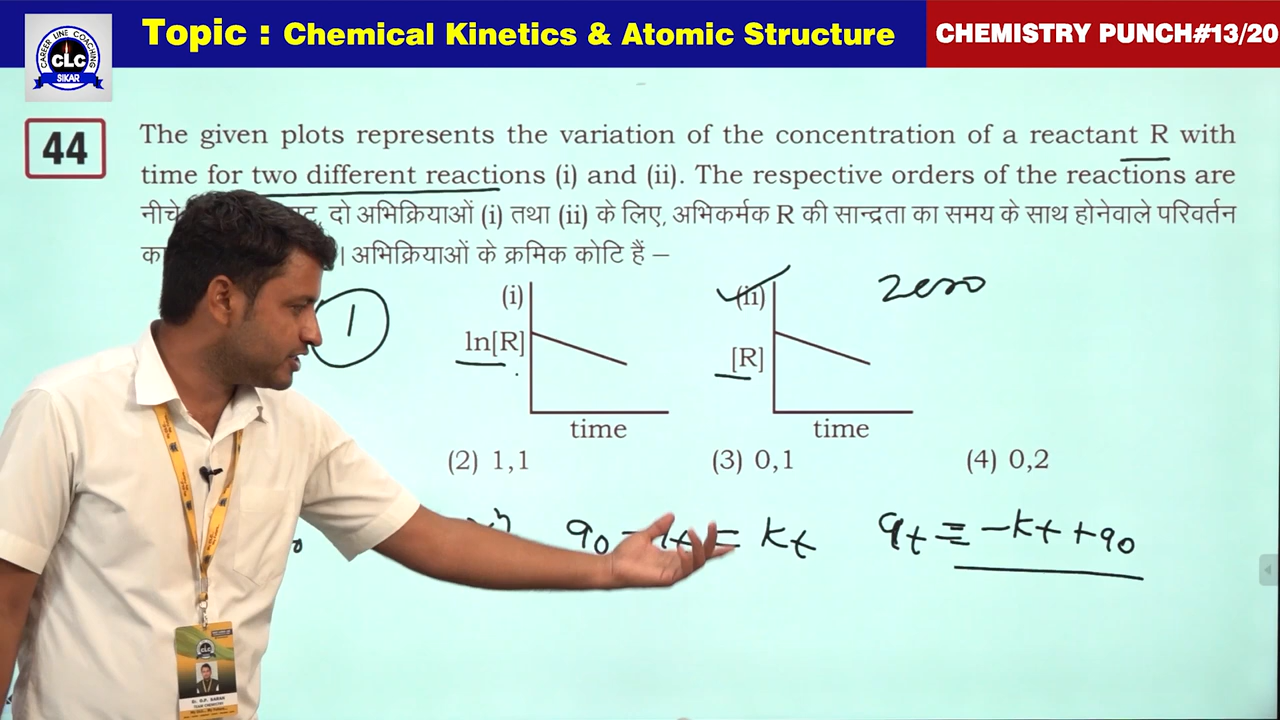 CAREER LINE COACHING
CLC
SIKAR
Topic : Chemical Kinetics & Atomic Structure
CHEMISTRY PUNCH#13/20
44
The given plots represents the variation of the concentration of a reactant R with
time for two different reactions (i) and (ii). The respective orders of the reactions are
नीचे दो अभिक्रियाओं (i) तथा (ii) के लिए, अभिकर्मक R की सान्द्रता का समय के साथ होनेवाले परिवर्तन
। अभिक्रियाओं के क्रमिक कोटि हैं –
1
(i)
ln[R]
time
(ii)
[R]
time
zero
(2) 1,1
(3) 0,1
(4) 0,2
a0 = kt
at = -kt + a0